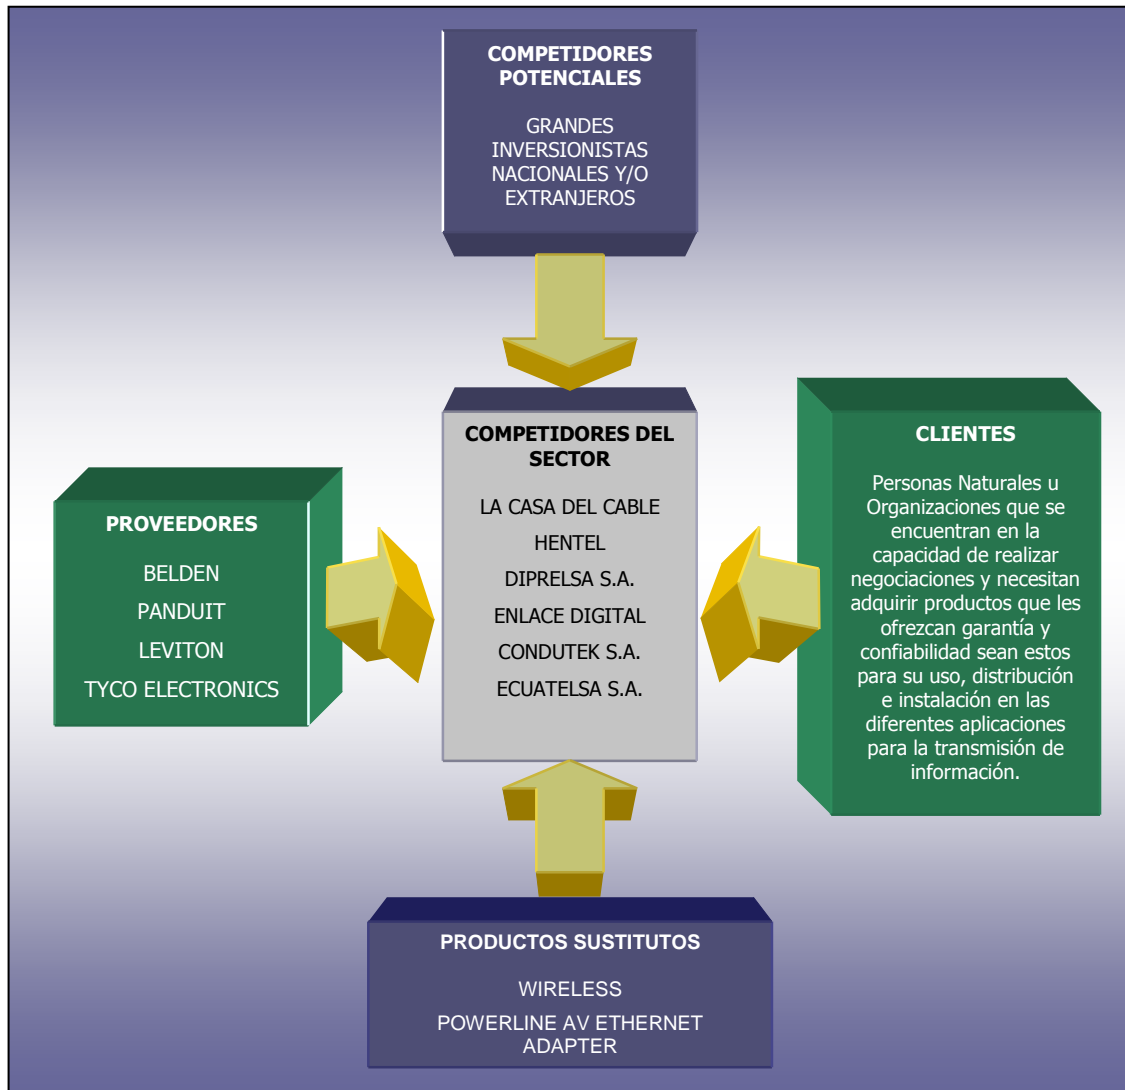 COMPETIDORES
POTENCIALES
GRANDES
INVERSIONISTAS
NACIONALES Y/O
EXTRANJEROS
PROVEEDORES
BELDEN
PANDUIT
LEVITON
TYCO ELECTRONICS
COMPETIDORES DEL
SECTOR
LA CASA DEL CABLE
HENTEL
DIPRELSA S.A.
ENLACE DIGITAL
CONDUTEK S.A.
ECUATELSA S.A.
CLIENTES
Personas Naturales u
Organizaciones que se
encuentran en la
capacidad de realizar
negociaciones y necesitan
adquirir productos que les
ofrezcan garantía y
confiabilidad sean estos
para su uso, distribución
e instalación en las
diferentes aplicaciones
para la transmisión de
información.
PRODUCTOS SUSTITUTOS
WIRELESS
POWERLINE AV ETHERNET
ADAPTER